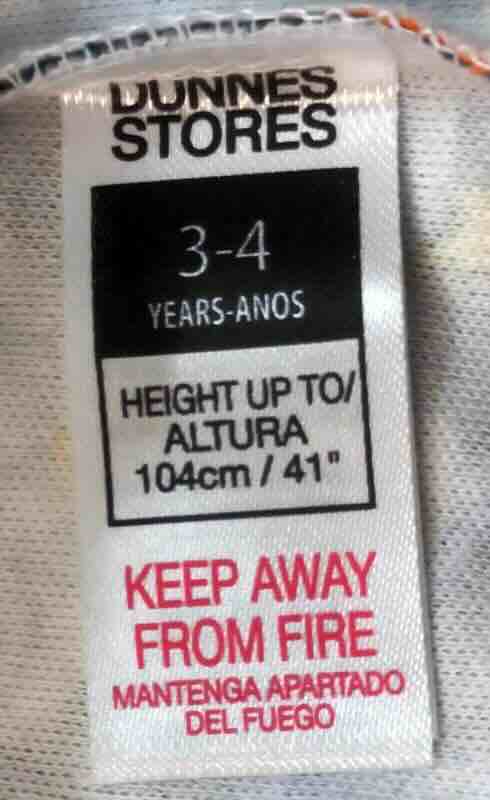 DUNNES
STORES
3-4
YEARS-ANOS
HEIGHT UP TO/
ALTURA
104cm / 41"
KEEP AWAY
FROM FIRE
MANTENGA APARTADO
DEL FUEGO